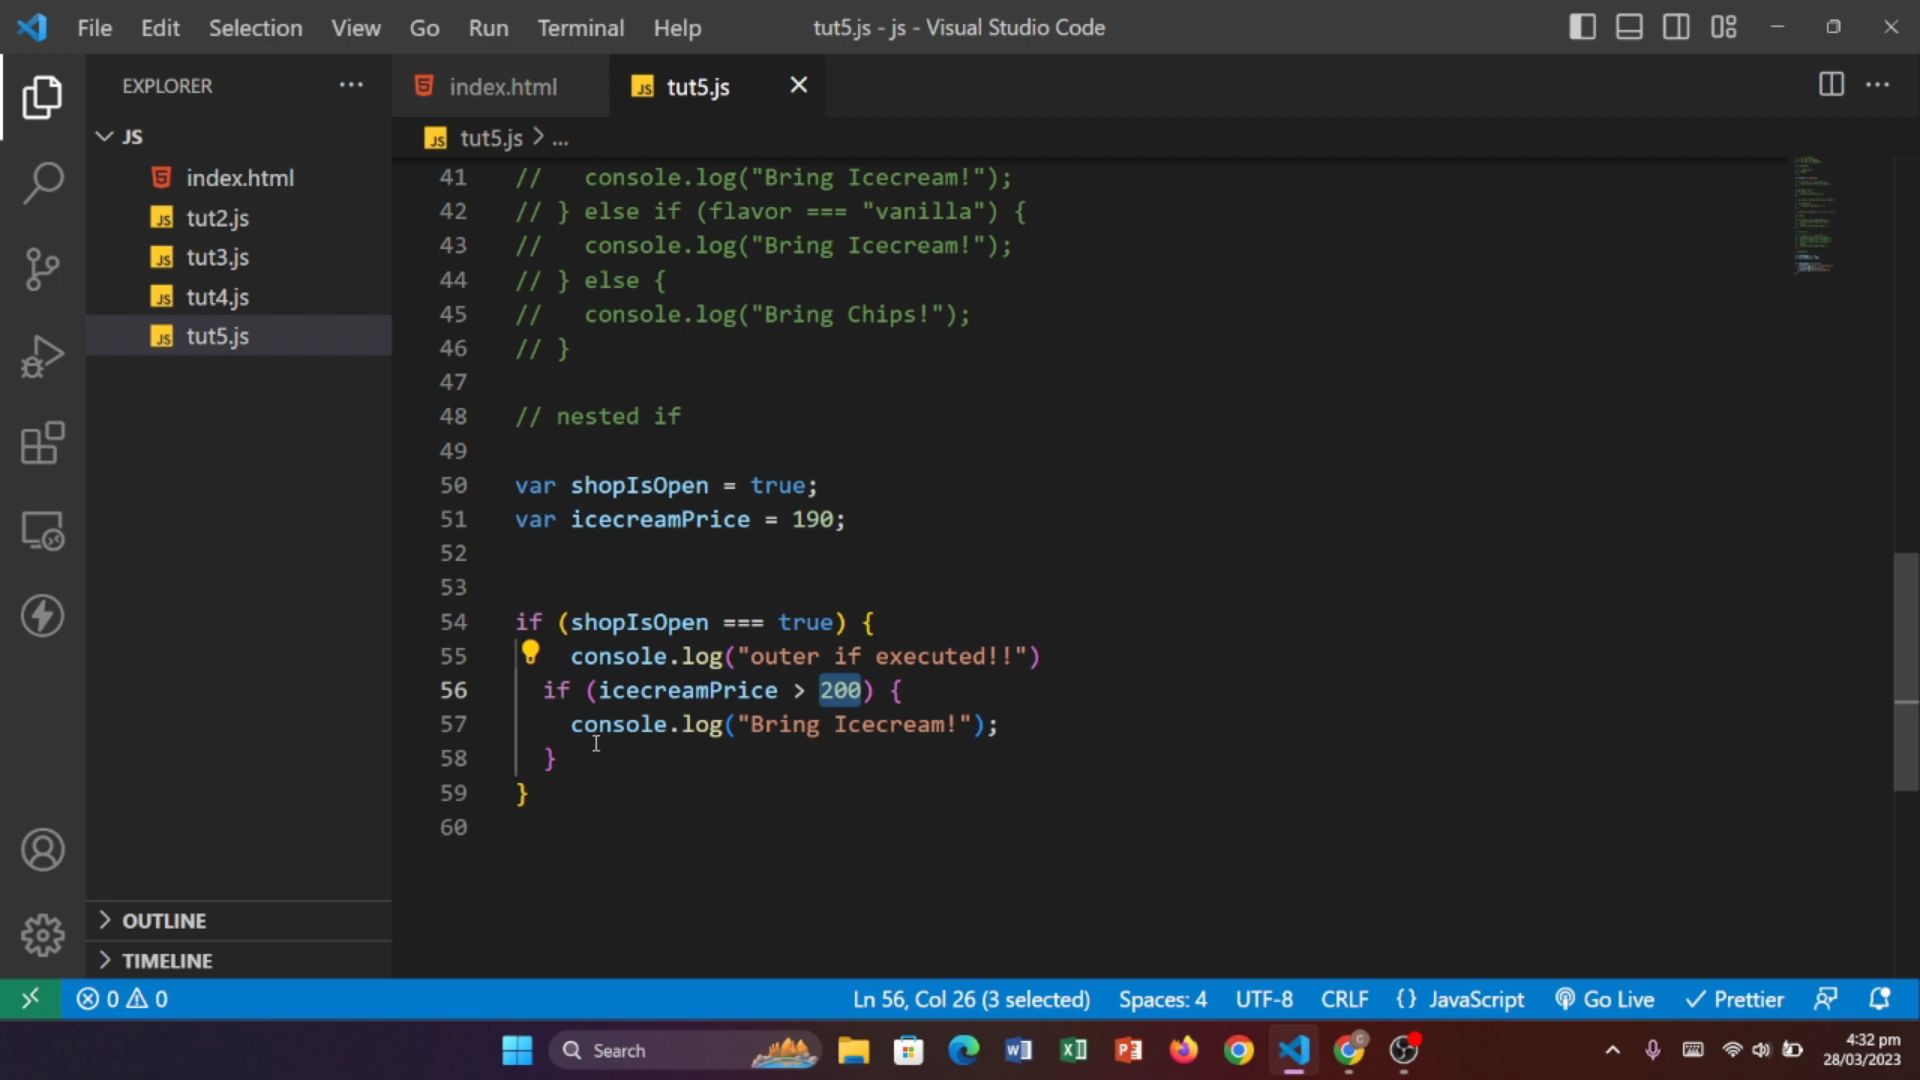 File Edit Selection View Go Run Terminal Help tut5.js - js - Visual Studio Code
EXPLORER
JS
index.html
tut2.js
tut3.js
tut4.js
tut5.js
OUTLINE
TIMELINE
index.html tut5.js
tut5.js > ...
41 //   console.log("Bring Icecream!");
42 // } else if (flavor === "vanilla") {
43 //   console.log("Bring Icecream!");
44 // } else {
45 //   console.log("Bring Chips!");
46 // }
47
48 // nested if
49
50 var shopIsOpen = true;
51 var icecreamPrice = 190;
52
53
54 if (shopIsOpen === true) {
55     console.log("outer if executed!!")
56   if (icecreamPrice > 200) {
57     console.log("Bring Icecream!");
58   }
59 }
60
0 0 Ln 56, Col 26 (3 selected) Spaces: 4 UTF-8 CRLF {} JavaScript Go Live Prettier
Search
4:32 pm
28/03/2023